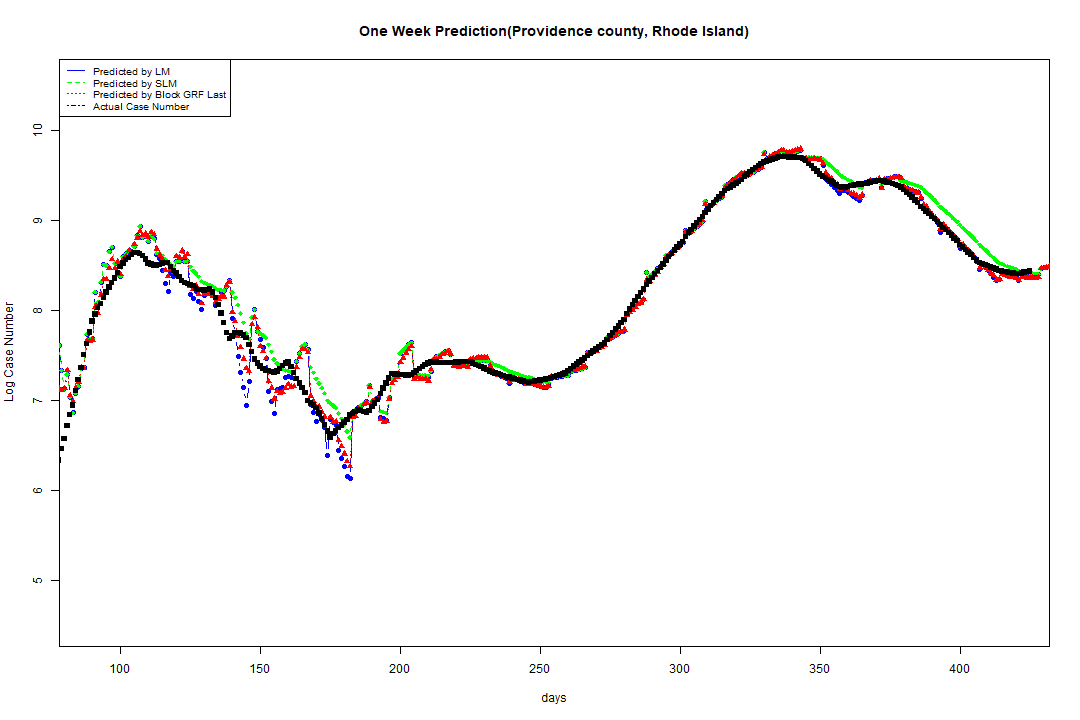 One Week Prediction(Providence county, Rhode Island)
Predicted by LM
Predicted by SLM
Predicted by Block GRF Last
Actual Case Number
10
9
8
7
6
5
Log Case Number
100 150 200 250 300 350 400
days